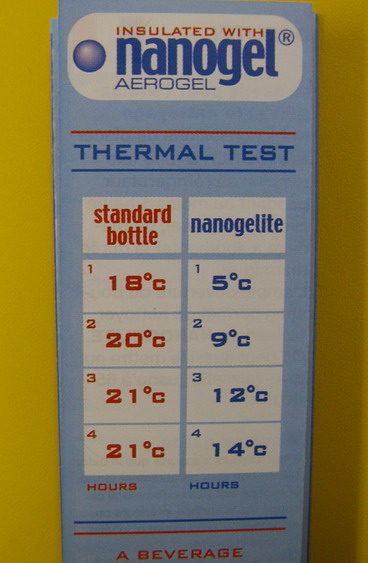 INSULATED WITH
nanogel®
AEROGEL
THERMAL TEST
standard bottle nanogelite
1 18°c 1 5°c
2 20°c 2 9°c
3 21°c 3 12°c
4 21°c 4 14°c
HOURS HOURS
A BEVERAGE